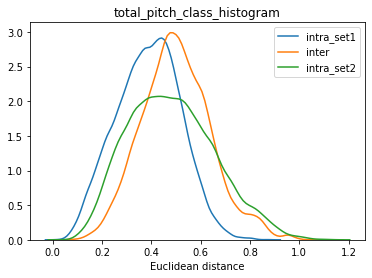 total_pitch_class_histogram
3.0
2.5
2.0
1.5
1.0
0.5
0.0
intra_set1
inter
intra_set2
0.0 0.2 0.4 0.6 0.8 1.0 1.2
Euclidean distance